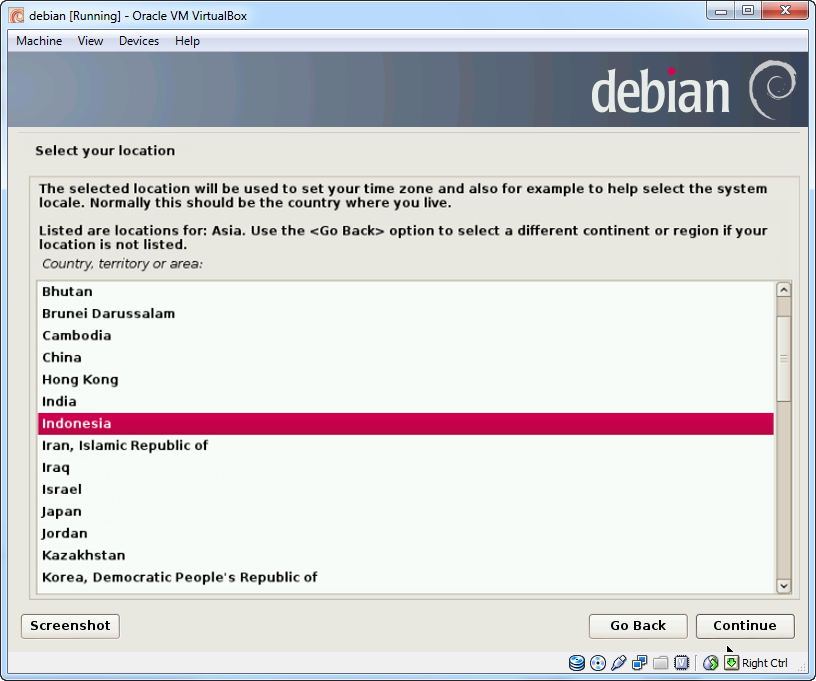 debian [Running] - Oracle VM VirtualBox
Machine View Devices Help
debian
Select your location
The selected location will be used to set your time zone and also for example to help select the system
locale. Normally this should be the country where you live.
Listed are locations for: Asia. Use the <Go Back> option to select a different continent or region if your
location is not listed.
Country, territory or area:
Bhutan
Brunei Darussalam
Cambodia
China
Hong Kong
India
Indonesia
Iran, Islamic Republic of
Iraq
Israel
Japan
Jordan
Kazakhstan
Korea, Democratic People's Republic of
Screenshot Go Back Continue
Right Ctrl